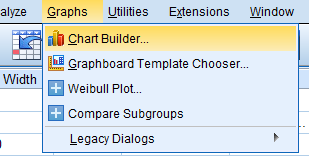 alyze Graphs Utilities Extensions Window
Chart Builder...
Graphboard Template Chooser...
Width
Weibull Plot...
Compare Subgroups
Legacy Dialogs